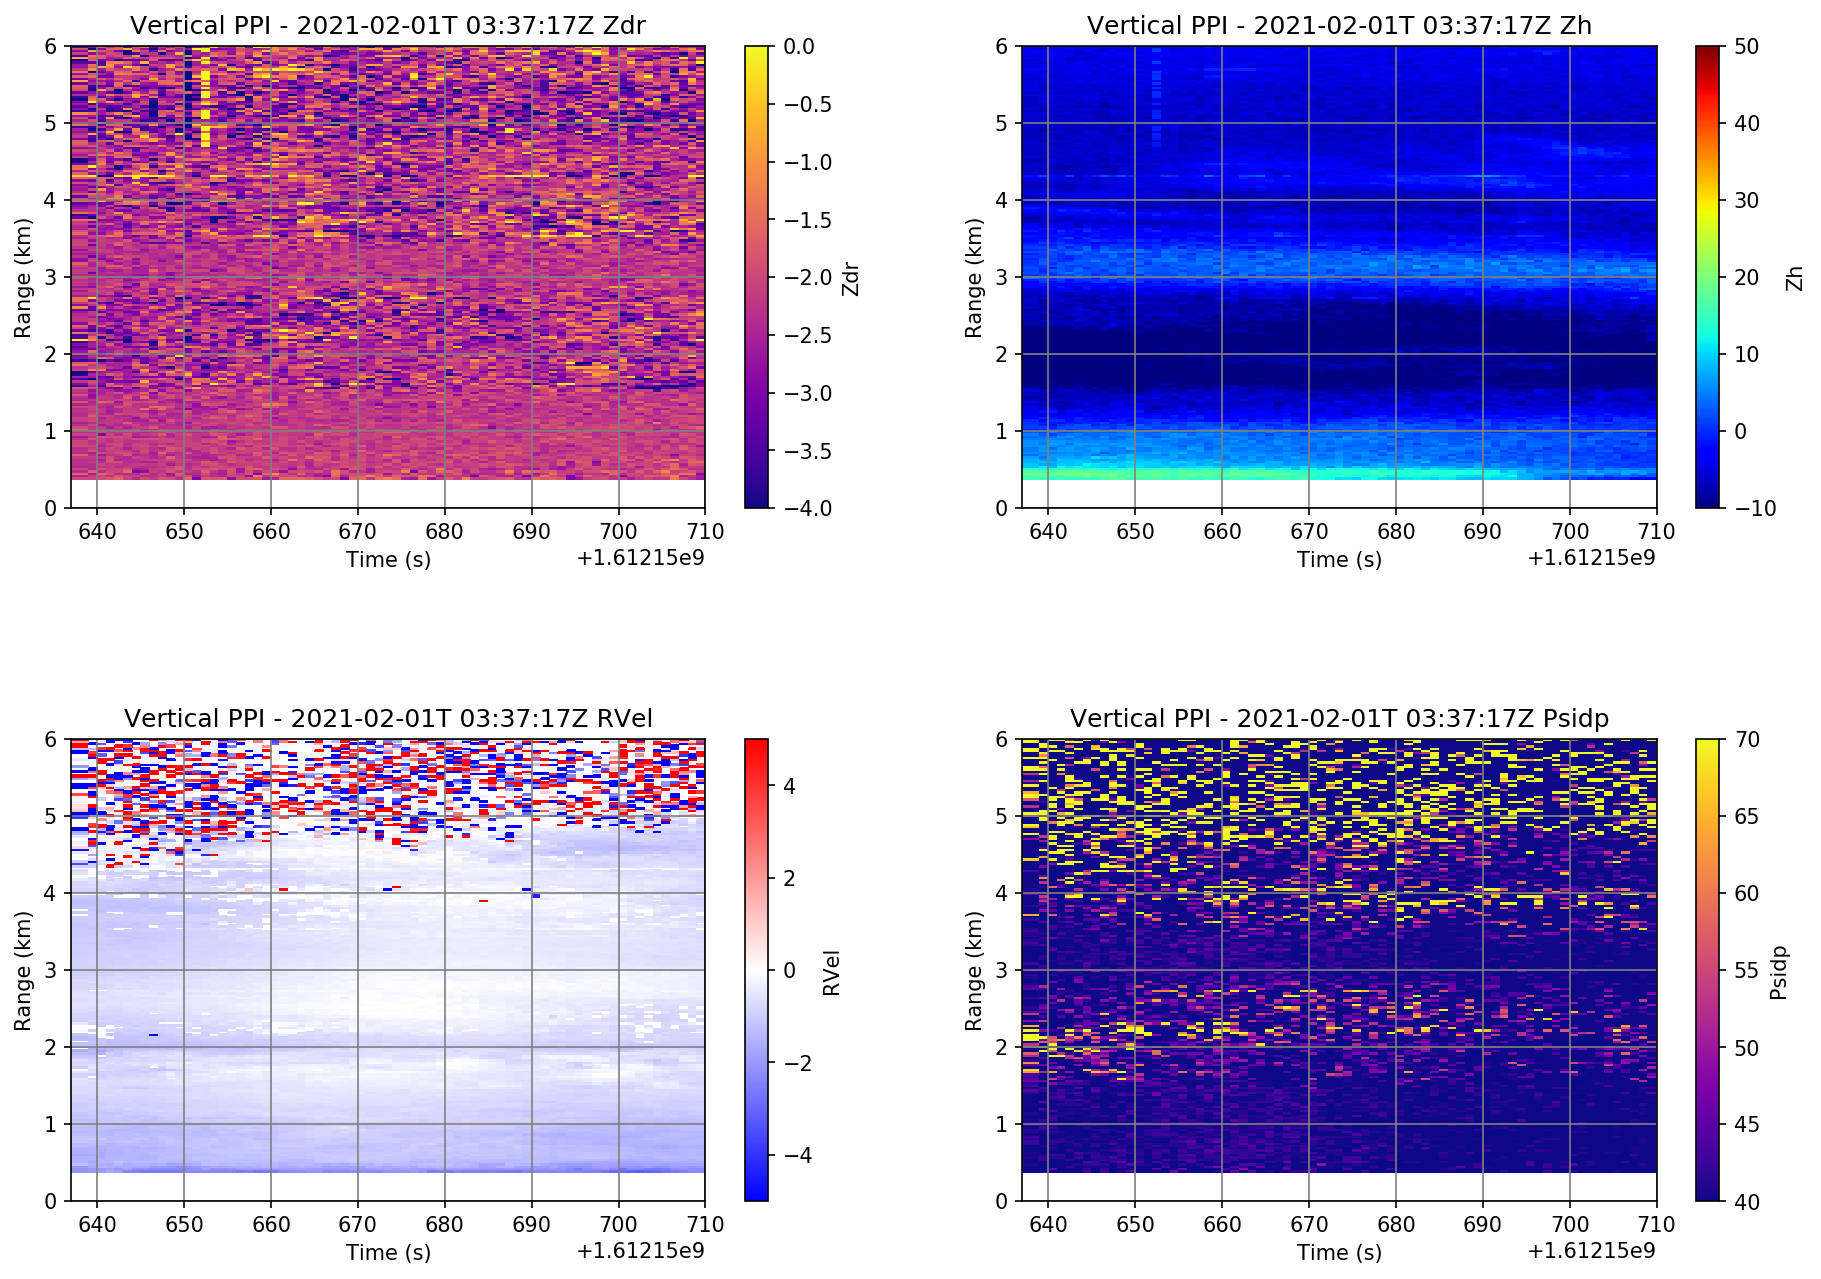 Vertical PPI - 2021-02-01T 03:37:17Z Zdr
6
5
4
3
2
1
0
Range (km)
640 650 660 670 680 690 700 710
Time (s)
+1.61215e9
0.0
−0.5
−1.0
−1.5
−2.0
−2.5
−3.0
−3.5
−4.0
Zdr
Vertical PPI - 2021-02-01T 03:37:17Z Zh
6
5
4
3
2
1
0
Range (km)
640 650 660 670 680 690 700 710
Time (s)
+1.61215e9
50
40
30
20
10
0
−10
Zh
Vertical PPI - 2021-02-01T 03:37:17Z RVel
6
5
4
3
2
1
0
Range (km)
640 650 660 670 680 690 700 710
Time (s)
+1.61215e9
4
2
0
−2
−4
RVel
Vertical PPI - 2021-02-01T 03:37:17Z Psidp
6
5
4
3
2
1
0
Range (km)
640 650 660 670 680 690 700 710
Time (s)
+1.61215e9
70
65
60
55
50
45
40
Psidp